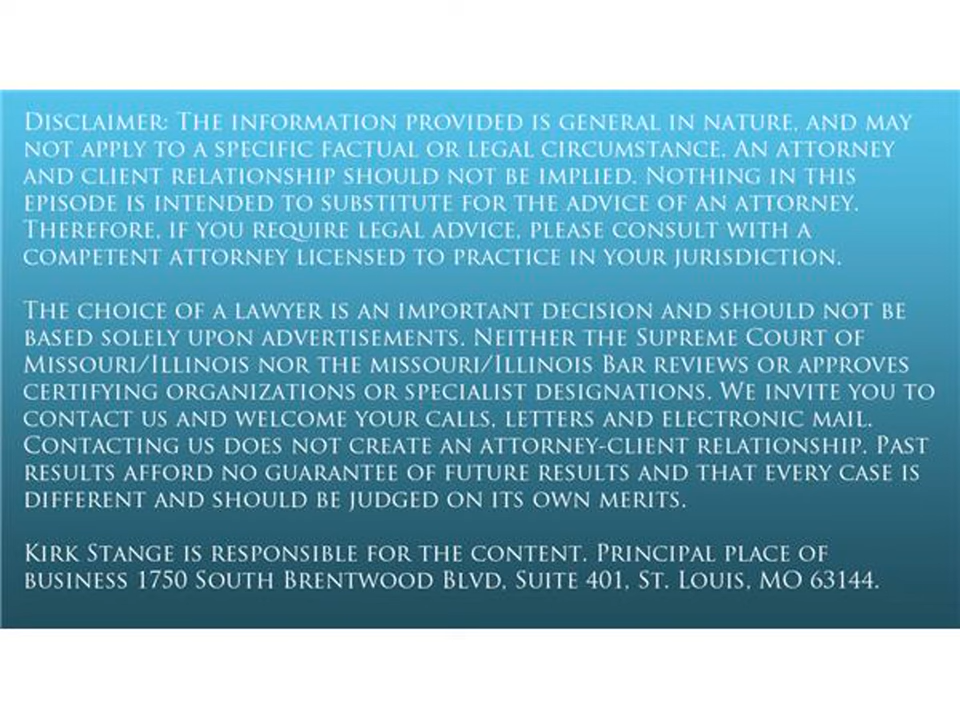 Disclaimer: The information provided is general in nature, and may
not apply to a specific factual or legal circumstance. An attorney
and client relationship should not be implied. Nothing in this
episode is intended to substitute for the advice of an attorney.
Therefore, if you require legal advice, please consult with a
competent attorney licensed to practice in your jurisdiction.
The choice of a lawyer is an important decision and should not be
based solely upon advertisements. Neither the Supreme Court of
Missouri/Illinois nor the missouri/Illinois Bar reviews or approves
certifying organizations or specialist designations. We invite you to
contact us and welcome your calls, letters and electronic mail.
Contacting us does not create an attorney-client relationship. Past
results afford no guarantee of future results and that every case is
different and should be judged on its own merits.
Kirk Stange is responsible for the content. Principal place of
business 1750 South Brentwood Blvd, Suite 401, St. Louis, MO 63144.